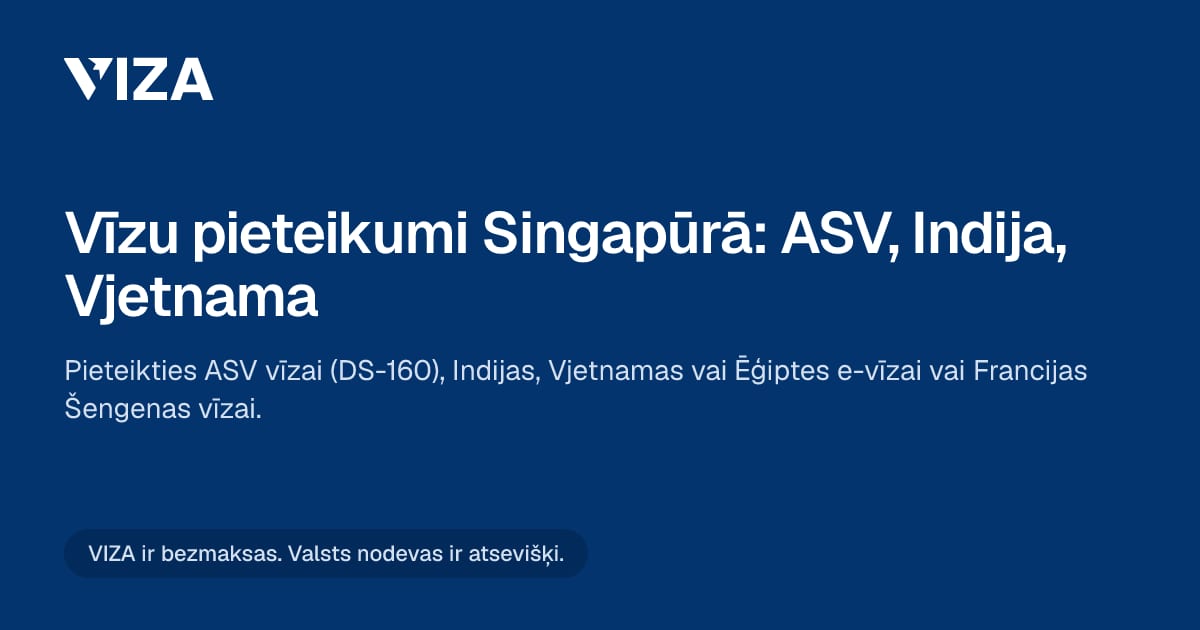 VIZA
Vīzu pieteikumi Singapūrā: ASV, Indija,
Vjetnama
Pieteikties ASV vīzai (DS-160), Indijas, Vjetnamas vai Ēģiptes e-vīzai vai Francijas
Šengenas vīzai.
VIZA ir bezmaksas. Valsts nodevas ir atsevišķi.